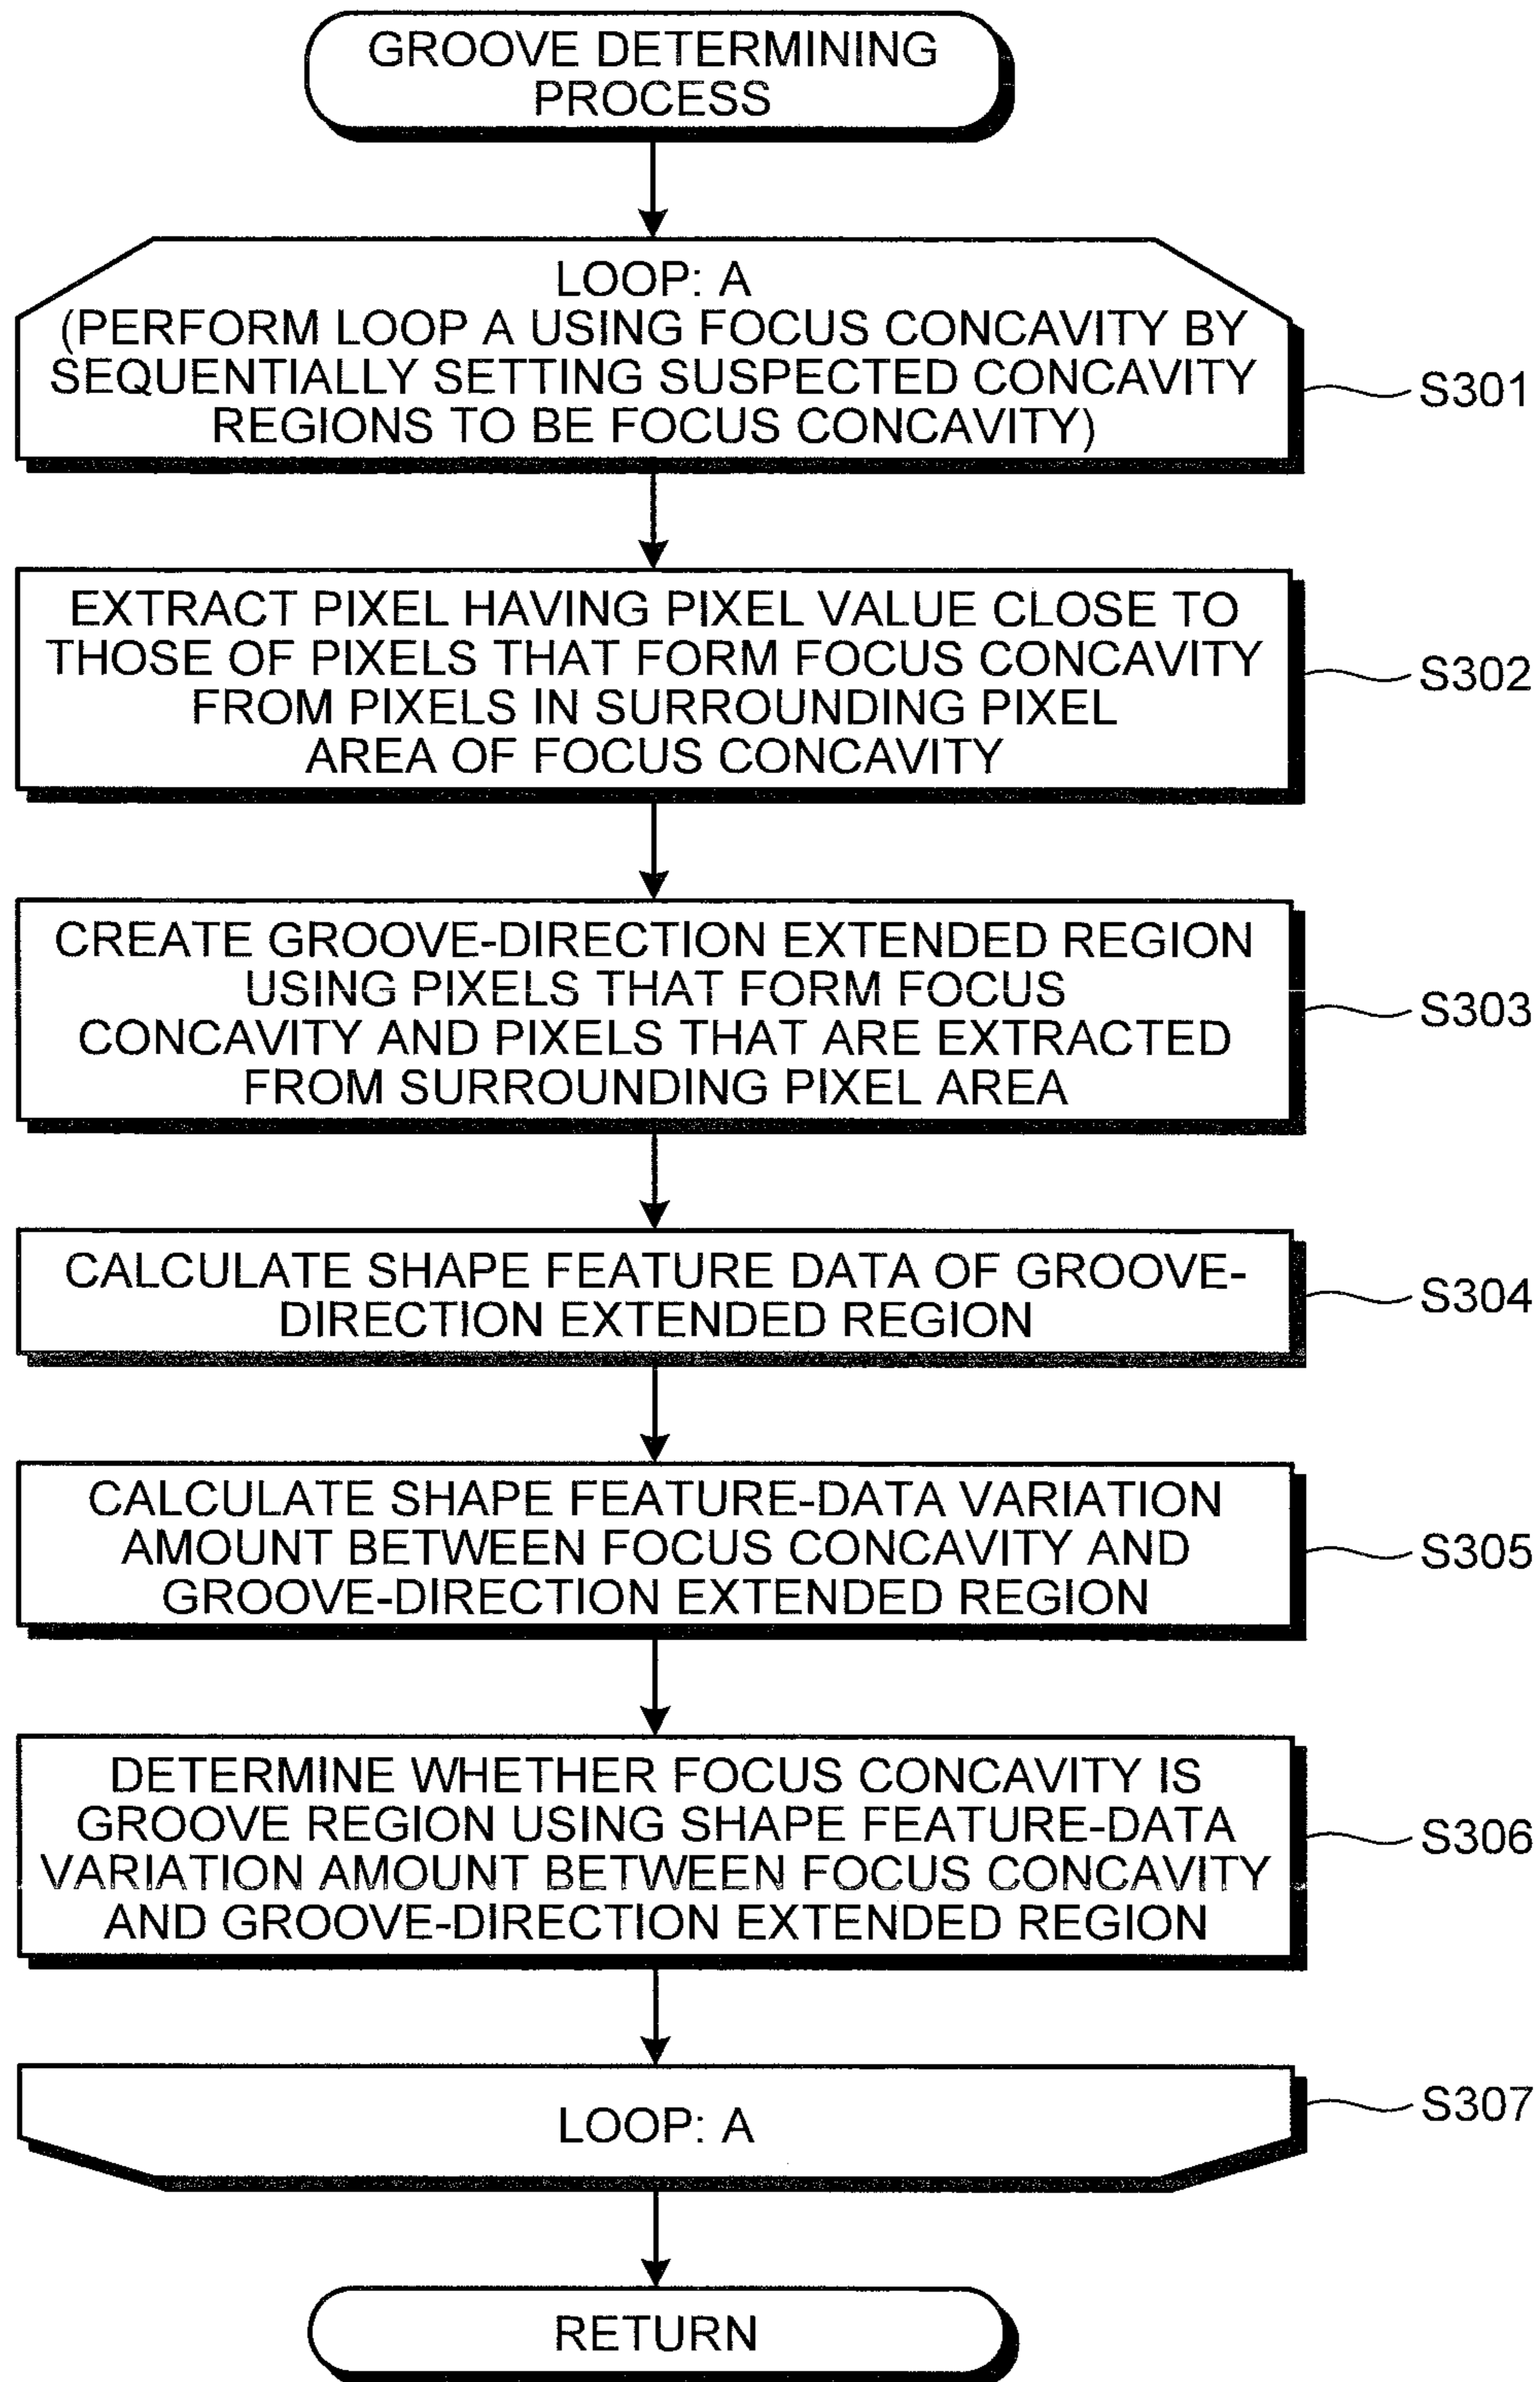 GROOVE DETERMINING
PROCESS
LOOP: A
(PERFORM LOOP A USING FOCUS CONCAVITY BY
SEQUENTIALLY SETTING SUSPECTED CONCAVITY
REGIONS TO BE FOCUS CONCAVITY)
S301
EXTRACT PIXEL HAVING PIXEL VALUE CLOSE TO
THOSE OF PIXELS THAT FORM FOCUS CONCAVITY
FROM PIXELS IN SURROUNDING PIXEL
AREA OF FOCUS CONCAVITY
S302
CREATE GROOVE-DIRECTION EXTENDED REGION
USING PIXELS THAT FORM FOCUS
CONCAVITY AND PIXELS THAT ARE EXTRACTED
FROM SURROUNDING PIXEL AREA
S303
CALCULATE SHAPE FEATURE DATA OF GROOVE-
DIRECTION EXTENDED REGION
S304
CALCULATE SHAPE FEATURE-DATA VARIATION
AMOUNT BETWEEN FOCUS CONCAVITY AND
GROOVE-DIRECTION EXTENDED REGION
S305
DETERMINE WHETHER FOCUS CONCAVITY IS
GROOVE REGION USING SHAPE FEATURE-DATA
VARIATION AMOUNT BETWEEN FOCUS CONCAVITY
AND GROOVE-DIRECTION EXTENDED REGION
S306
LOOP: A
S307
RETURN